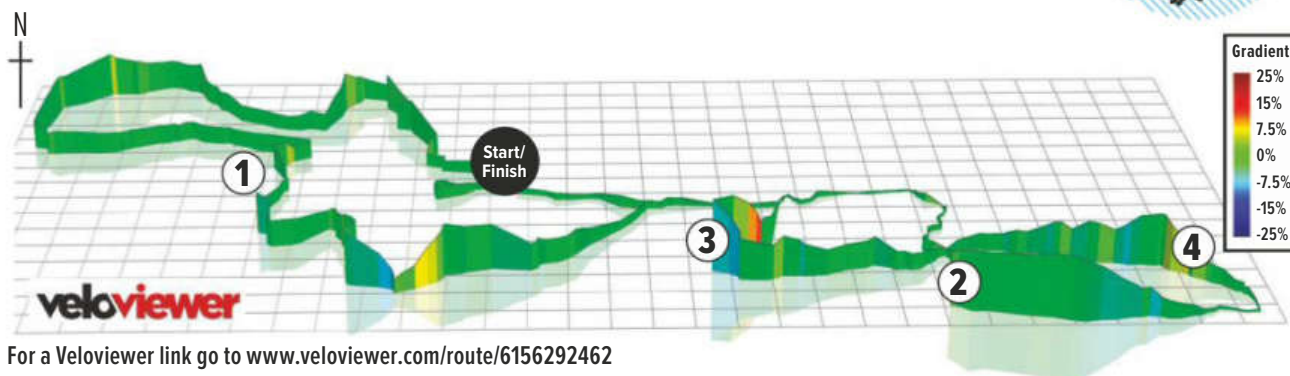 N
Gradient
25%
15%
7.5%
0%
-7.5%
-15%
-25%
Start/
Finish
1
3
4
2
veloviewer
For a Veloviewer link go to www.veloviewer.com/route/6156292462